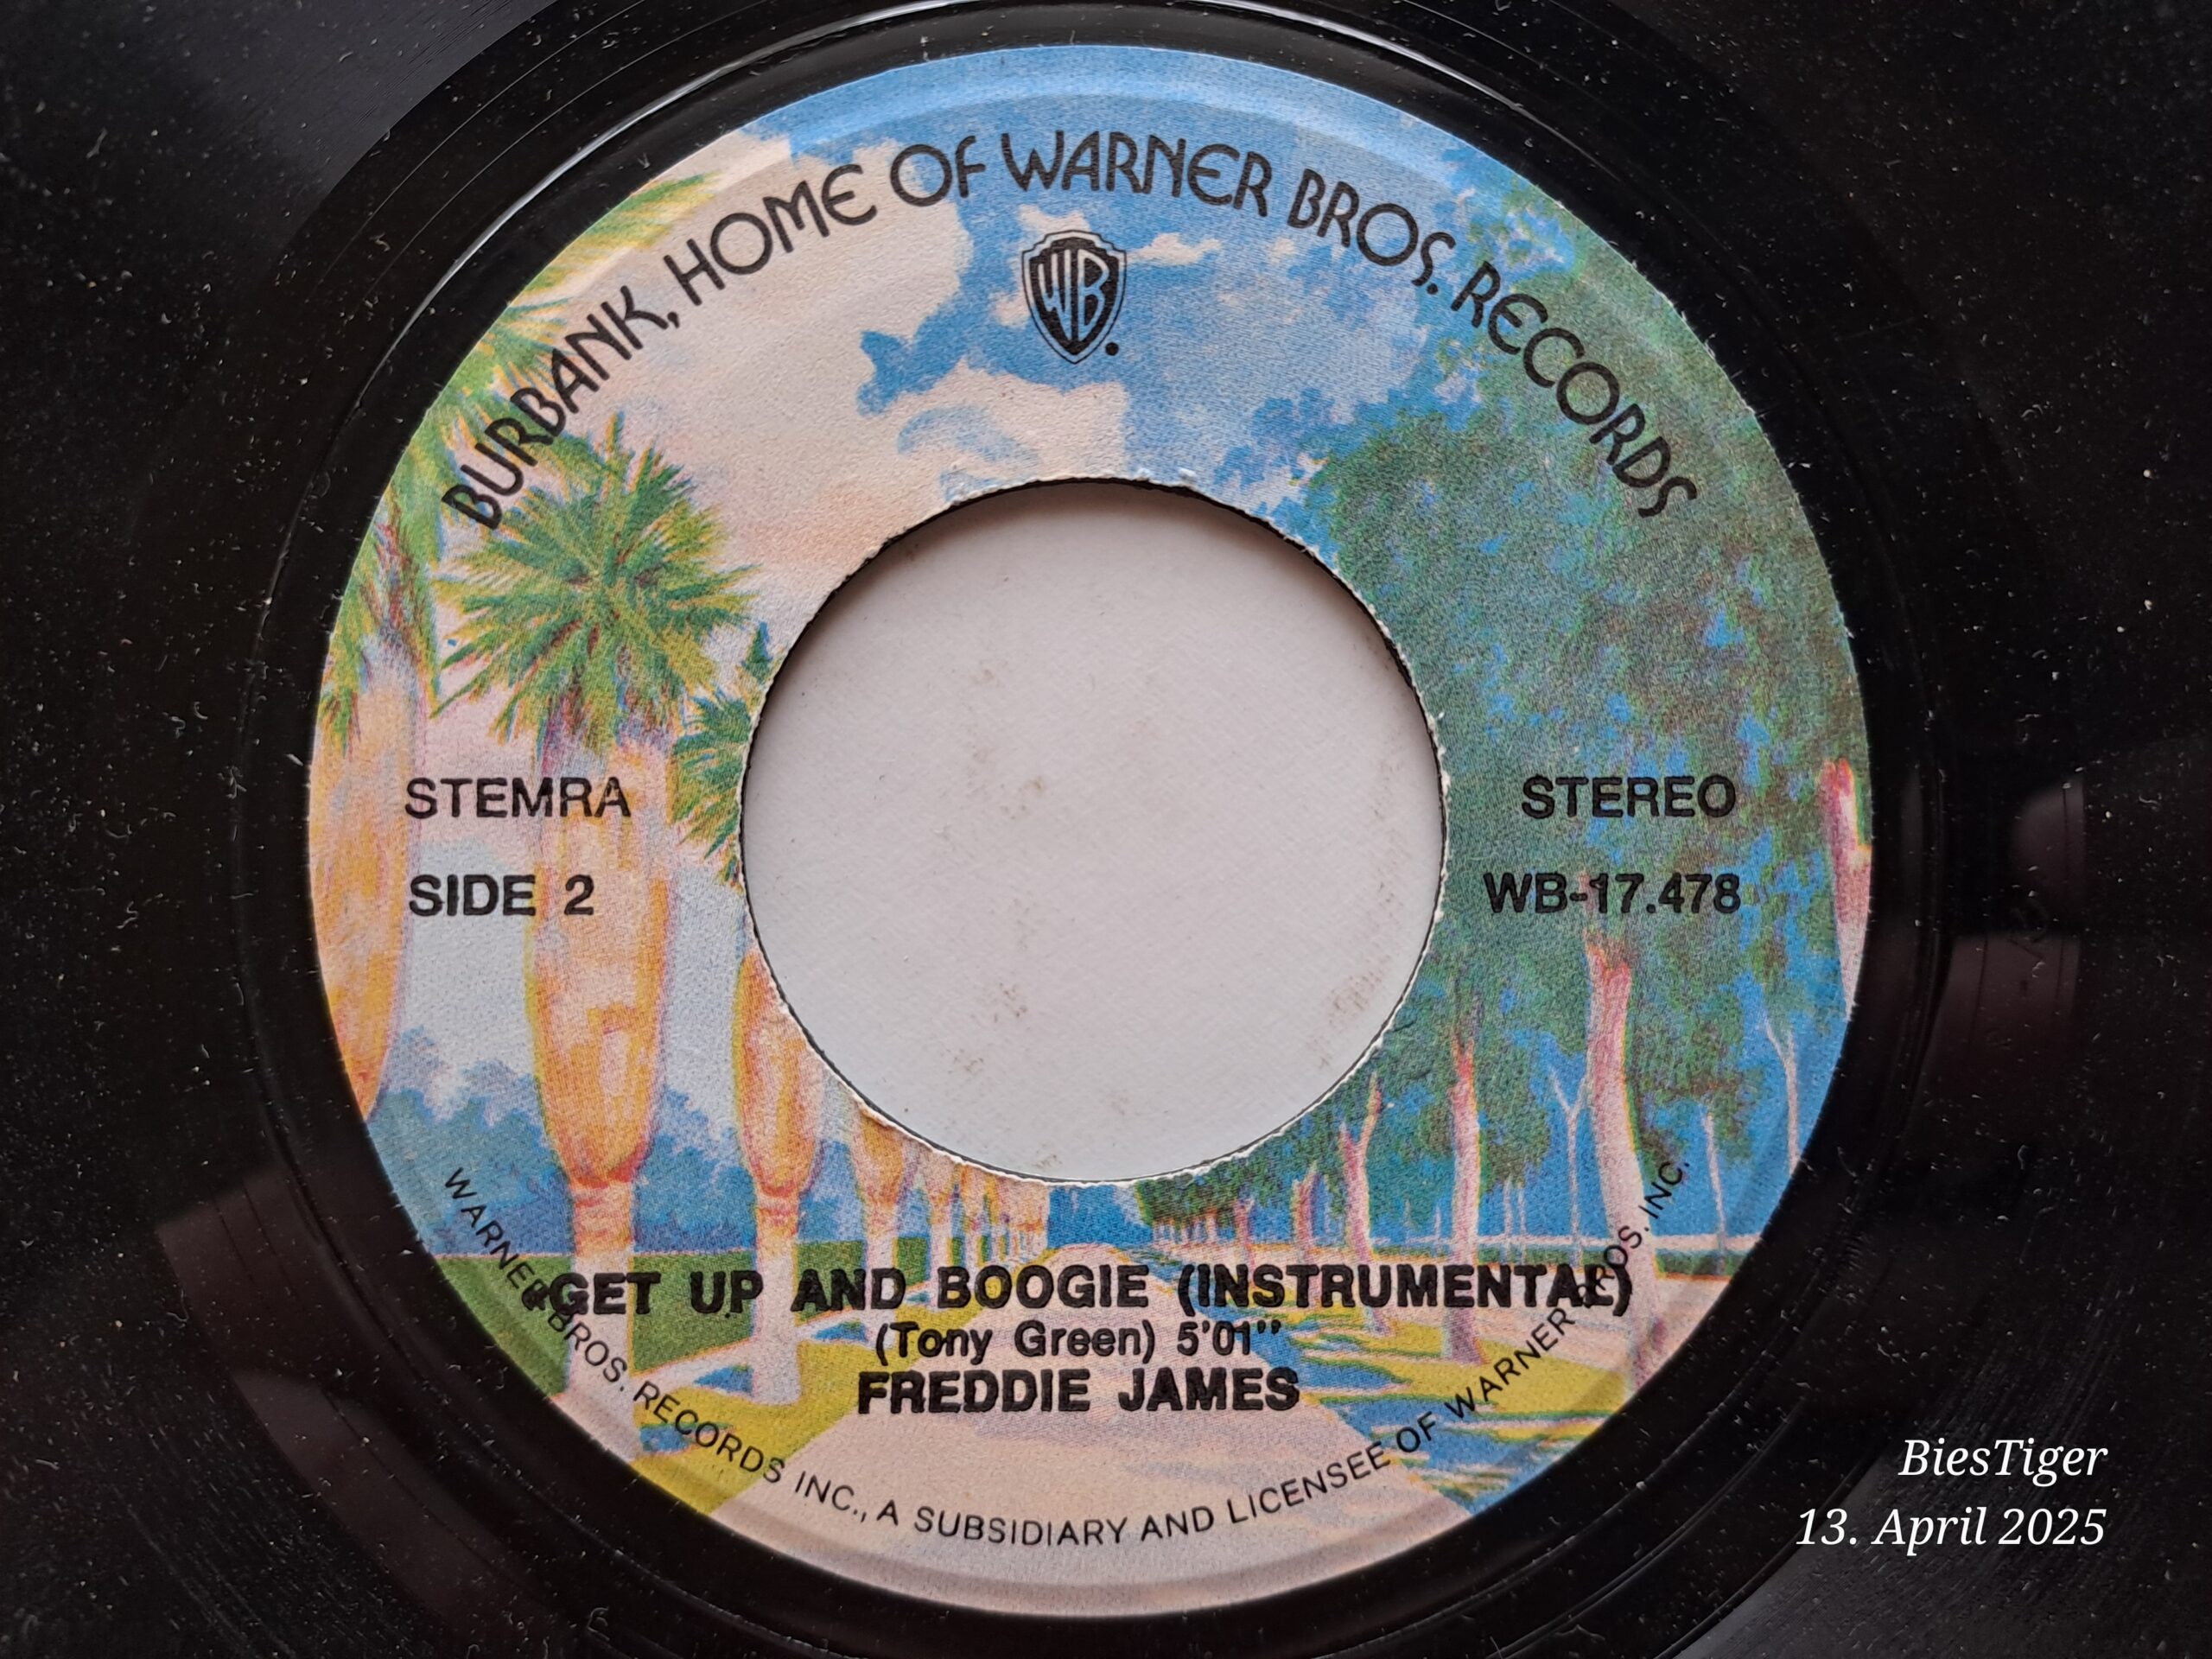 BURBANK, HOME OF WARNER BROS. RECORDS
WB
STEMRA
SIDE 2
STEREO
WB-17.478
GET UP AND BOOGIE (INSTRUMENTAL)
(Tony Green) 5'01''
FREDDIE JAMES
WARNER BROS. RECORDS INC., A SUBSIDIARY AND LICENSEE OF WARNER BROS. INC.
BiesTiger
13. April 2025